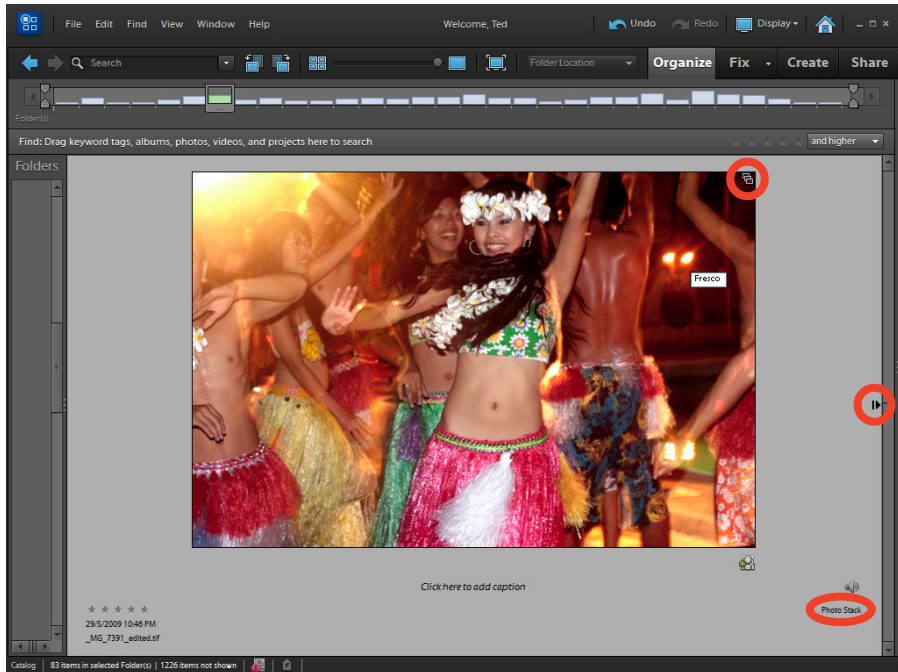 File Edit Find View Window Help Welcome, Ted Undo Redo Display
Search Folder Location Organize Fix Create Share
Folder(s)
Find: Drag keyword tags, albums, photos, videos, and projects here to search and higher
Folders
Fresco
Click here to add caption
Photo Stack
29/5/2009 10:46 PM
_MG_7391_edited.tif
Catalog 83 items in selected Folder(s) | 1226 items not shown